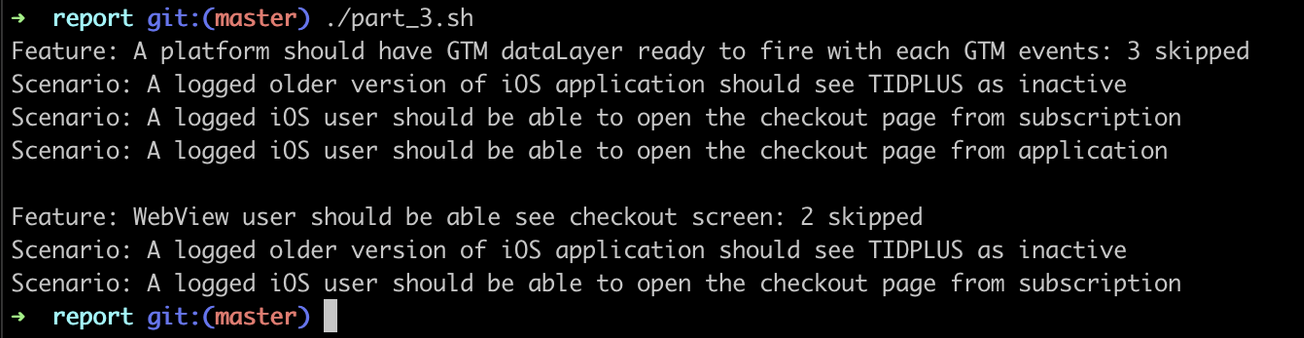 ➜ report git:(master) ./part_3.sh
Feature: A platform should have GTM dataLayer ready to fire with each GTM events: 3 skipped
Scenario: A logged older version of iOS application should see TIDPLUS as inactive
Scenario: A logged iOS user should be able to open the checkout page from subscription
Scenario: A logged iOS user should be able to open the checkout page from application
Feature: WebView user should be able see checkout screen: 2 skipped
Scenario: A logged older version of iOS application should see TIDPLUS as inactive
Scenario: A logged iOS user should be able to open the checkout page from subscription
➜ report git:(master)